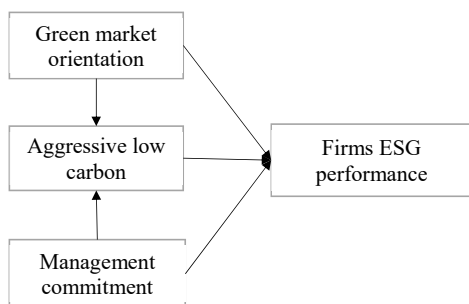 Green market
orientation
Aggressive low
carbon
Firms ESG
performance
Management
commitment